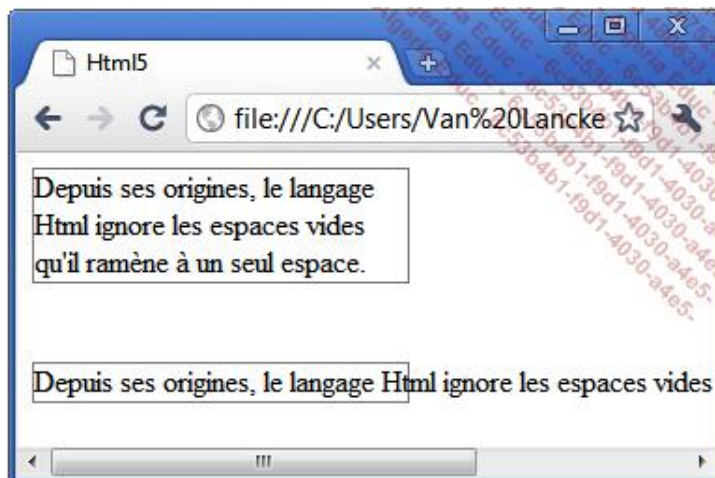 Html5
file:///C:/Users/Van%20Lancke
Depuis ses origines, le langage
Html ignore les espaces vides
qu'il ramène à un seul espace.
Depuis ses origines, le langage Html ignore les espaces vides